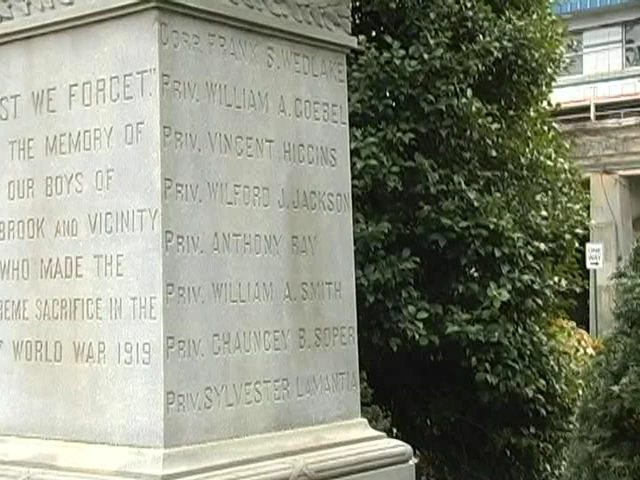 ST WE FORGET."
THE MEMORY OF
OUR BOYS OF
BROOK AND VICINITY
WHO MADE THE
REME SACRIFICE IN THE
WORLD WAR 1919
CORP. FRANK S. WEDLAKE
PRIV. WILLIAM A. GOEBEL
PRIV. VINCENT HIGGINS
PRIV. WILFORD J. JACKSON
PRIV. ANTHONY RAY
PRIV. WILLIAM A. SMITH
PRIV. CHAUNCEY B. SOPER
PRIV. SYLVESTER LAMANTIA
ONE
WAY